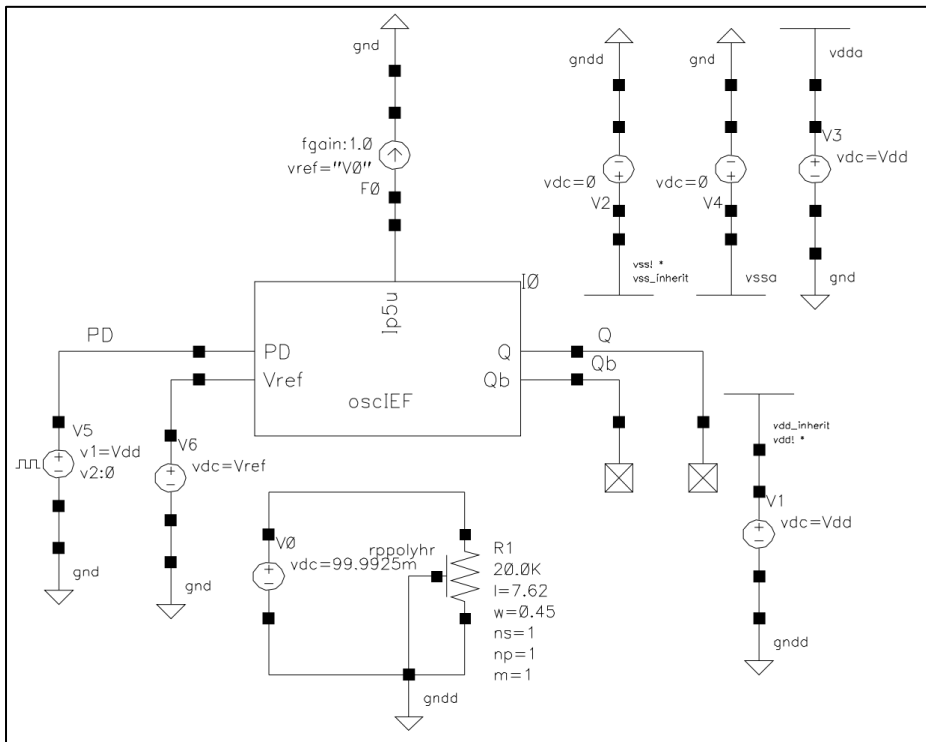 gnd
fgain:1.0
vref="V0"
F0
gndd
vdc=0
V2
vss! *
vss_inherit
gnd
vdc=0
V4
vssa
vdda
V3
vdc=Vdd
gnd
I0
Ip5u
PD
PD
Vref
oscIEF
Q
Qb
Q
Qb
V5
v1=Vdd
v2:0
gnd
V6
vdc=Vref
gnd
V0
vdc=99.9925m
rppolyhr
R1
20.0K
l=7.62
w=0.45
ns=1
np=1
m=1
gndd
vdd_inherit
vdd! *
V1
vdc=Vdd
gndd